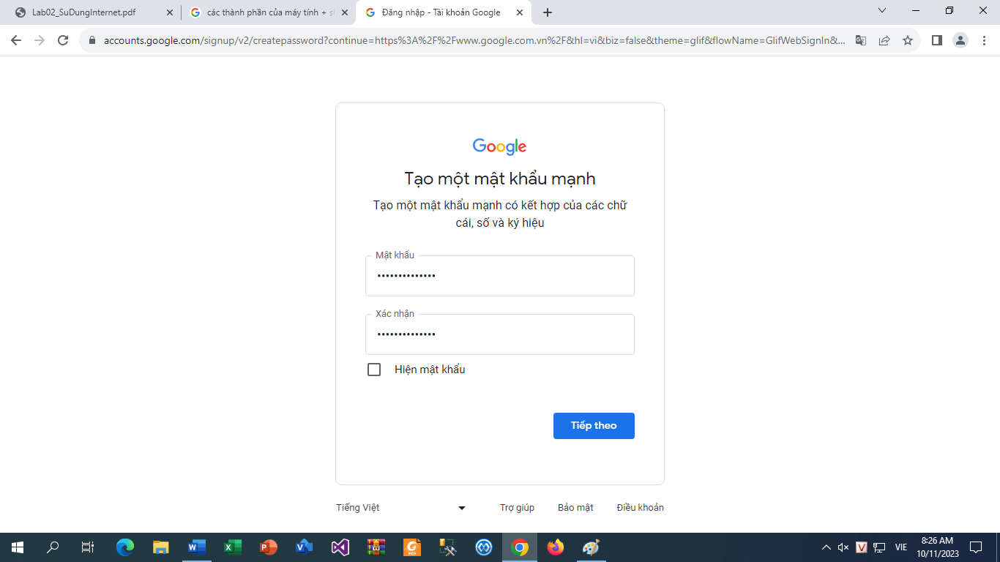 Lab02_SuDungInternet.pdf
các thành phần của máy tính + si
Đăng nhập - Tài khoản Google
accounts.google.com/signup/v2/createpassword?continue=https%3A%2F%2Fwww.google.com.vn%2F&hl=vi&biz=false&theme=glif&flowName=GlifWebSignIn&...
Google
Tạo một mật khẩu mạnh
Tạo một mật khẩu mạnh có kết hợp của các chữ
cái, số và ký hiệu
Mật khẩu
••••••••••••••
Xác nhận
••••••••••••••
Hiện mật khẩu
Tiếp theo
Tiếng Việt
Trợ giúp
Bảo mật
Điều khoản
VIE
8:26 AM
10/11/2023